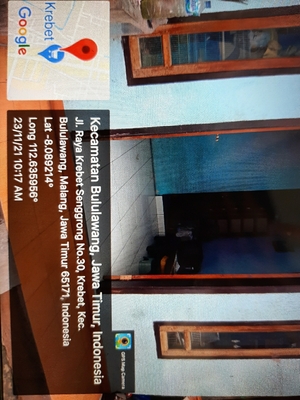 Krebet
Google
Kecamatan Bululawang, Jawa Timur, Indonesia
Jl. Raya Krebet Senggrong No.30, Krebet, Kec.
Bululawang, Malang, Jawa Timur 65171, Indonesia
Lat -8.089214°
Long 112.635956°
23/11/21 10:17 AM
GPS Map Camera